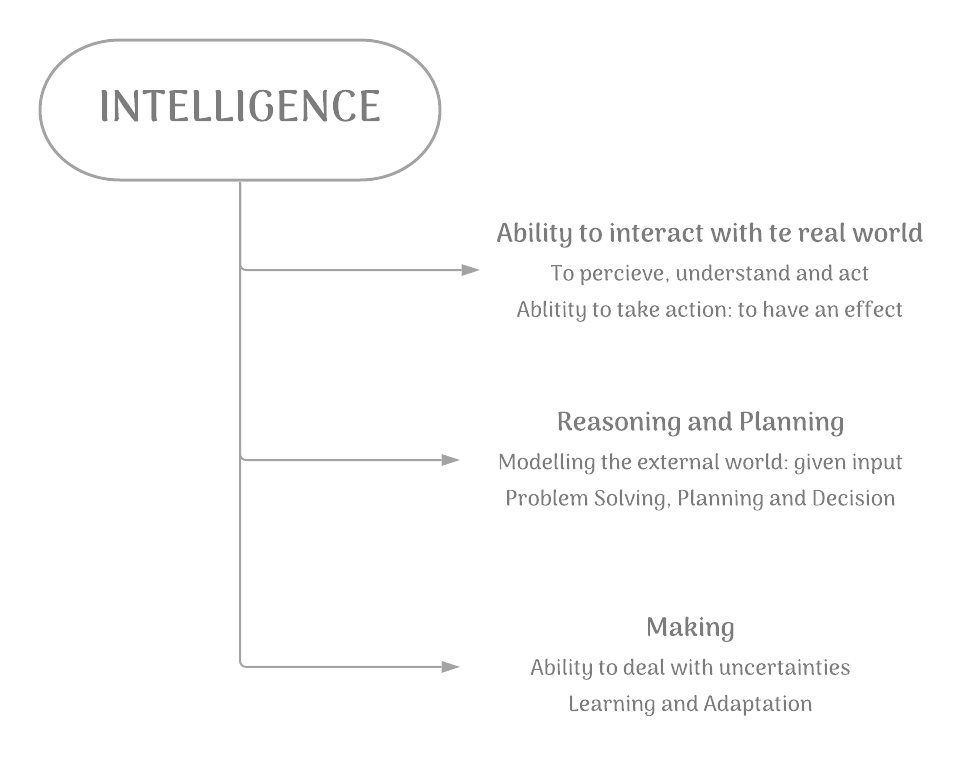 INTELLIGENCE
Ability to interact with te real world
To percieve, understand and act
Ablitity to take action: to have an effect
Reasoning and Planning
Modelling the external world: given input
Problem Solving, Planning and Decision
Making
Ability to deal with uncertainties
Learning and Adaptation